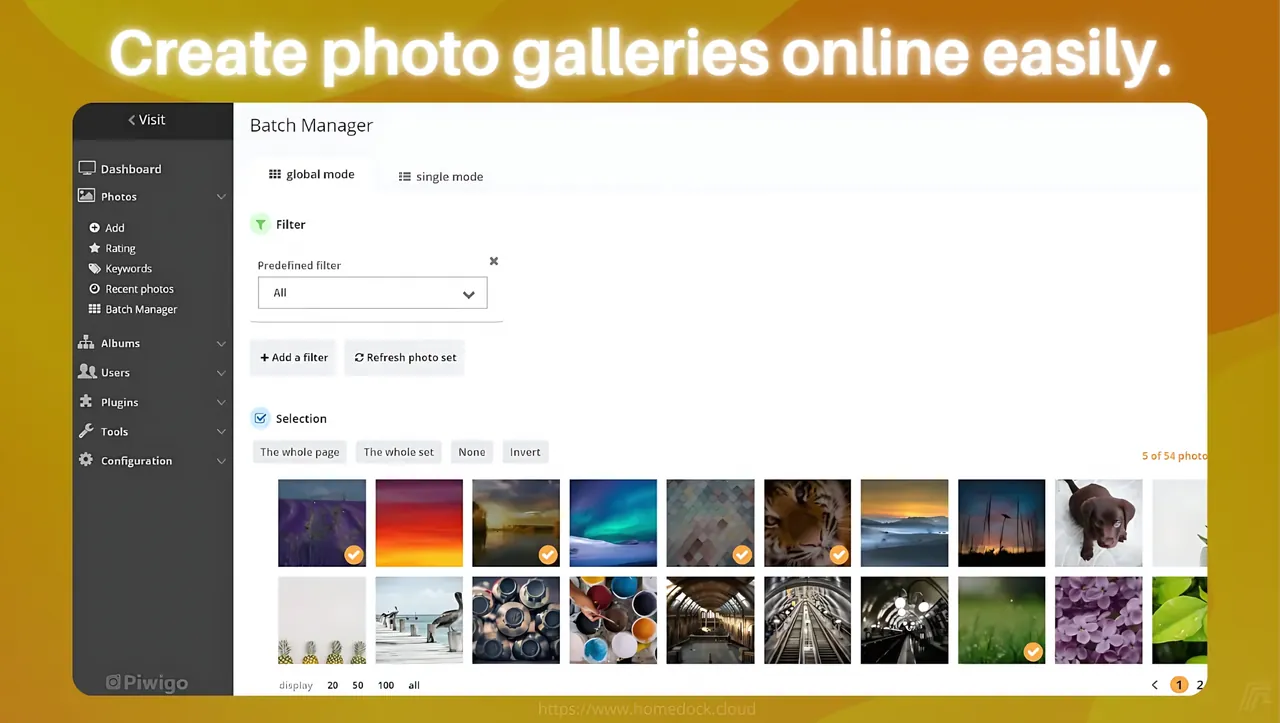 Create photo galleries online easily.
Visit
Dashboard
Photos
Add
Rating
Keywords
Recent photos
Batch Manager
Albums
Users
Plugins
Tools
Configuration
Piwigo
Batch Manager
global mode
single mode
Filter
Predefined filter
All
Add a filter
Refresh photo set
Selection
The whole page
The whole set
None
Invert
5 of 54 photo
display 20 50 100 all
1 2
https://www.homedock.cloud